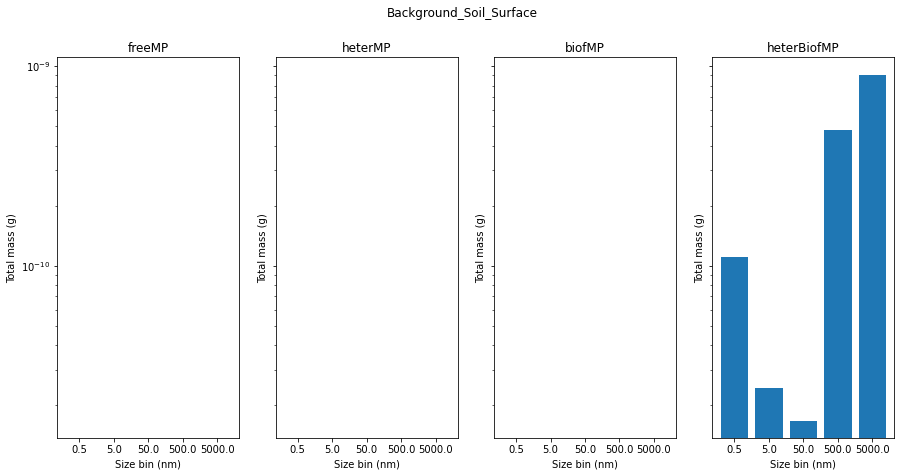 Background_Soil_Surface
freeMP
heterMP
biofMP
heterBiofMP
10⁻⁹
10⁻¹⁰
Total mass (g)
Total mass (g)
Total mass (g)
Total mass (g)
0.5 5.0 50.0 500.0 5000.0
0.5 5.0 50.0 500.0 5000.0
0.5 5.0 50.0 500.0 5000.0
0.5 5.0 50.0 500.0 5000.0
Size bin (nm)
Size bin (nm)
Size bin (nm)
Size bin (nm)